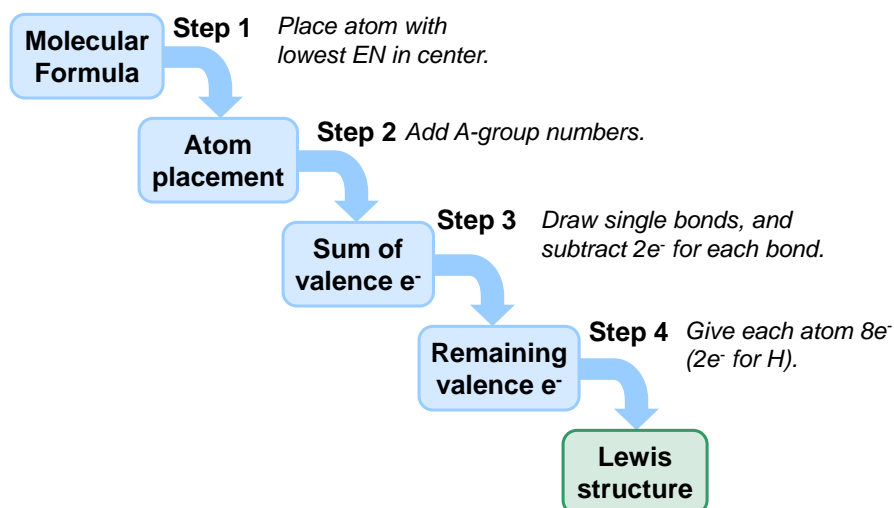 Molecular
Formula
Step 1
Place atom with
lowest EN in center.
Atom
placement
Step 2 Add A-group numbers.
Sum of
valence e⁻
Step 3
Draw single bonds, and
subtract 2e⁻ for each bond.
Remaining
valence e⁻
Step 4
Give each atom 8e⁻
(2e⁻ for H).
Lewis
structure